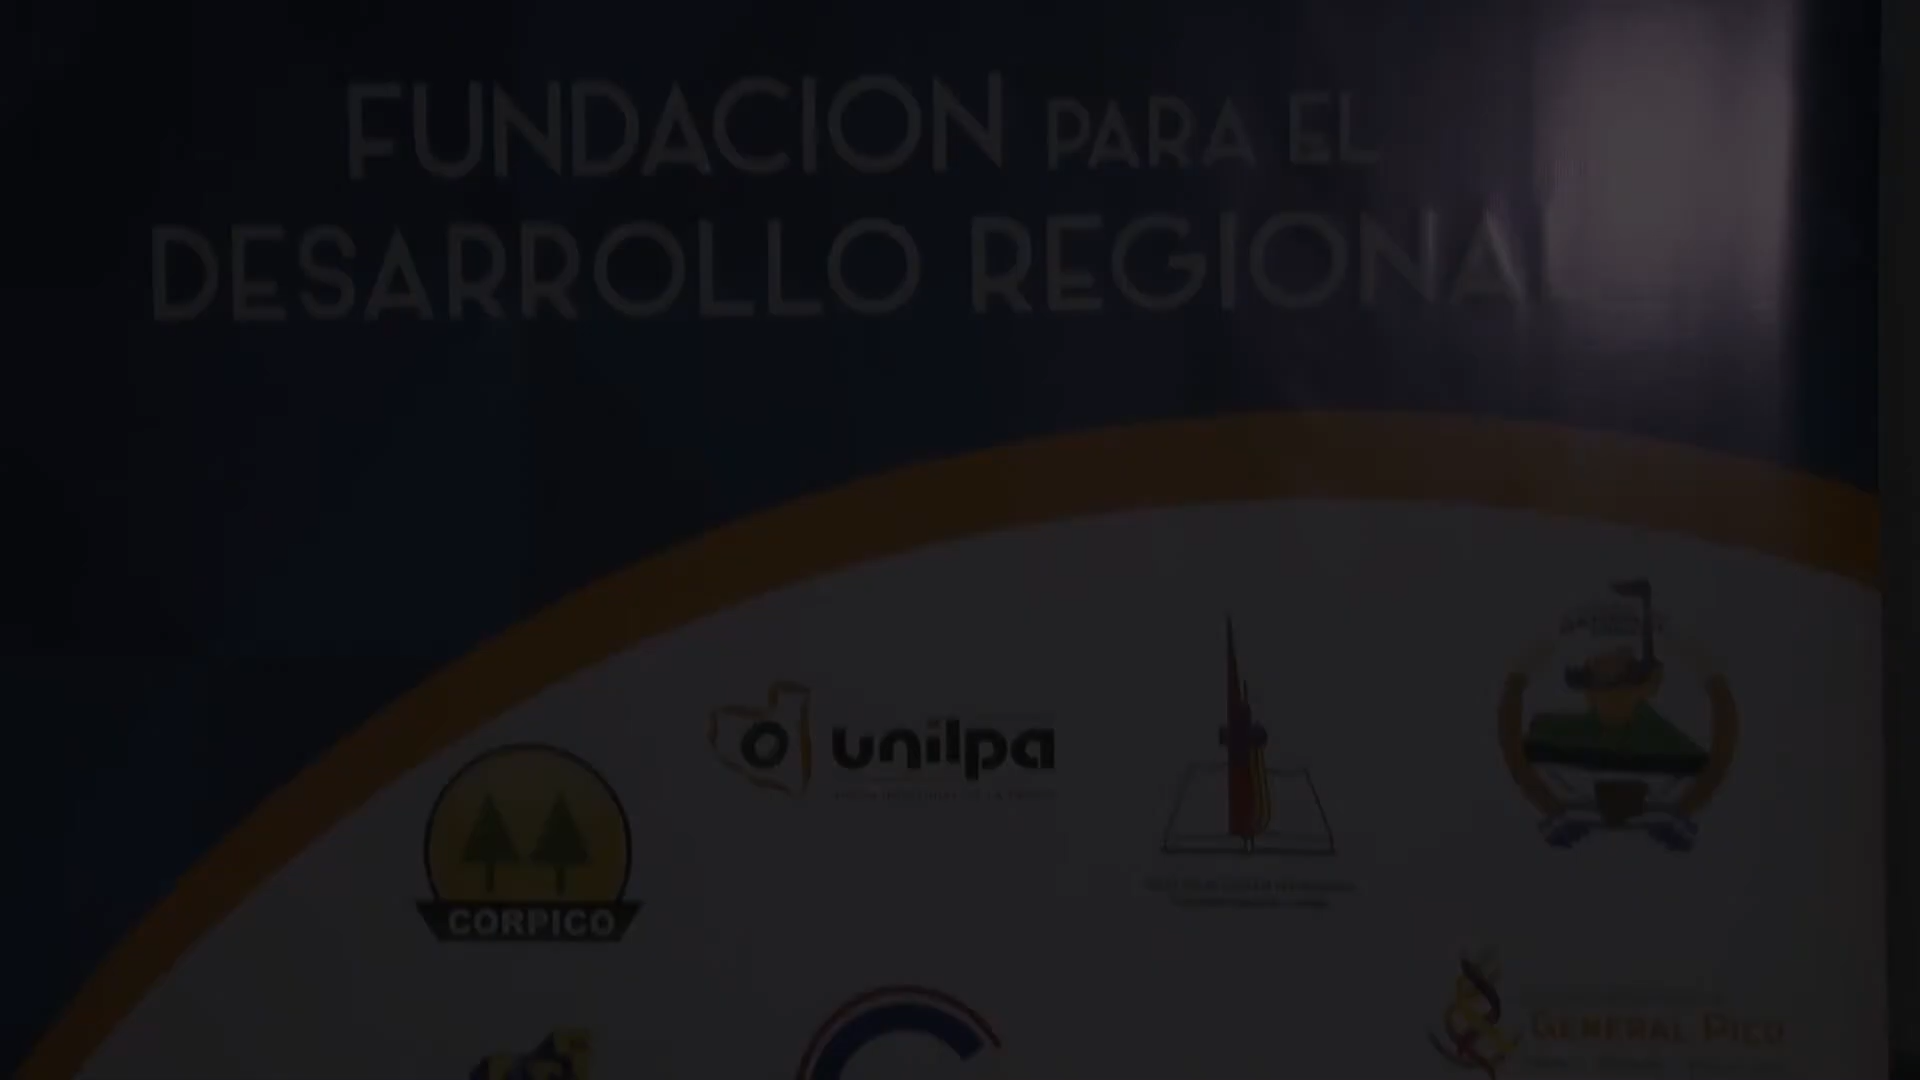 FUNDACION PARA EL
DESARROLLO REGIONAL
unilpa
CORPICO
GENERAL PICO